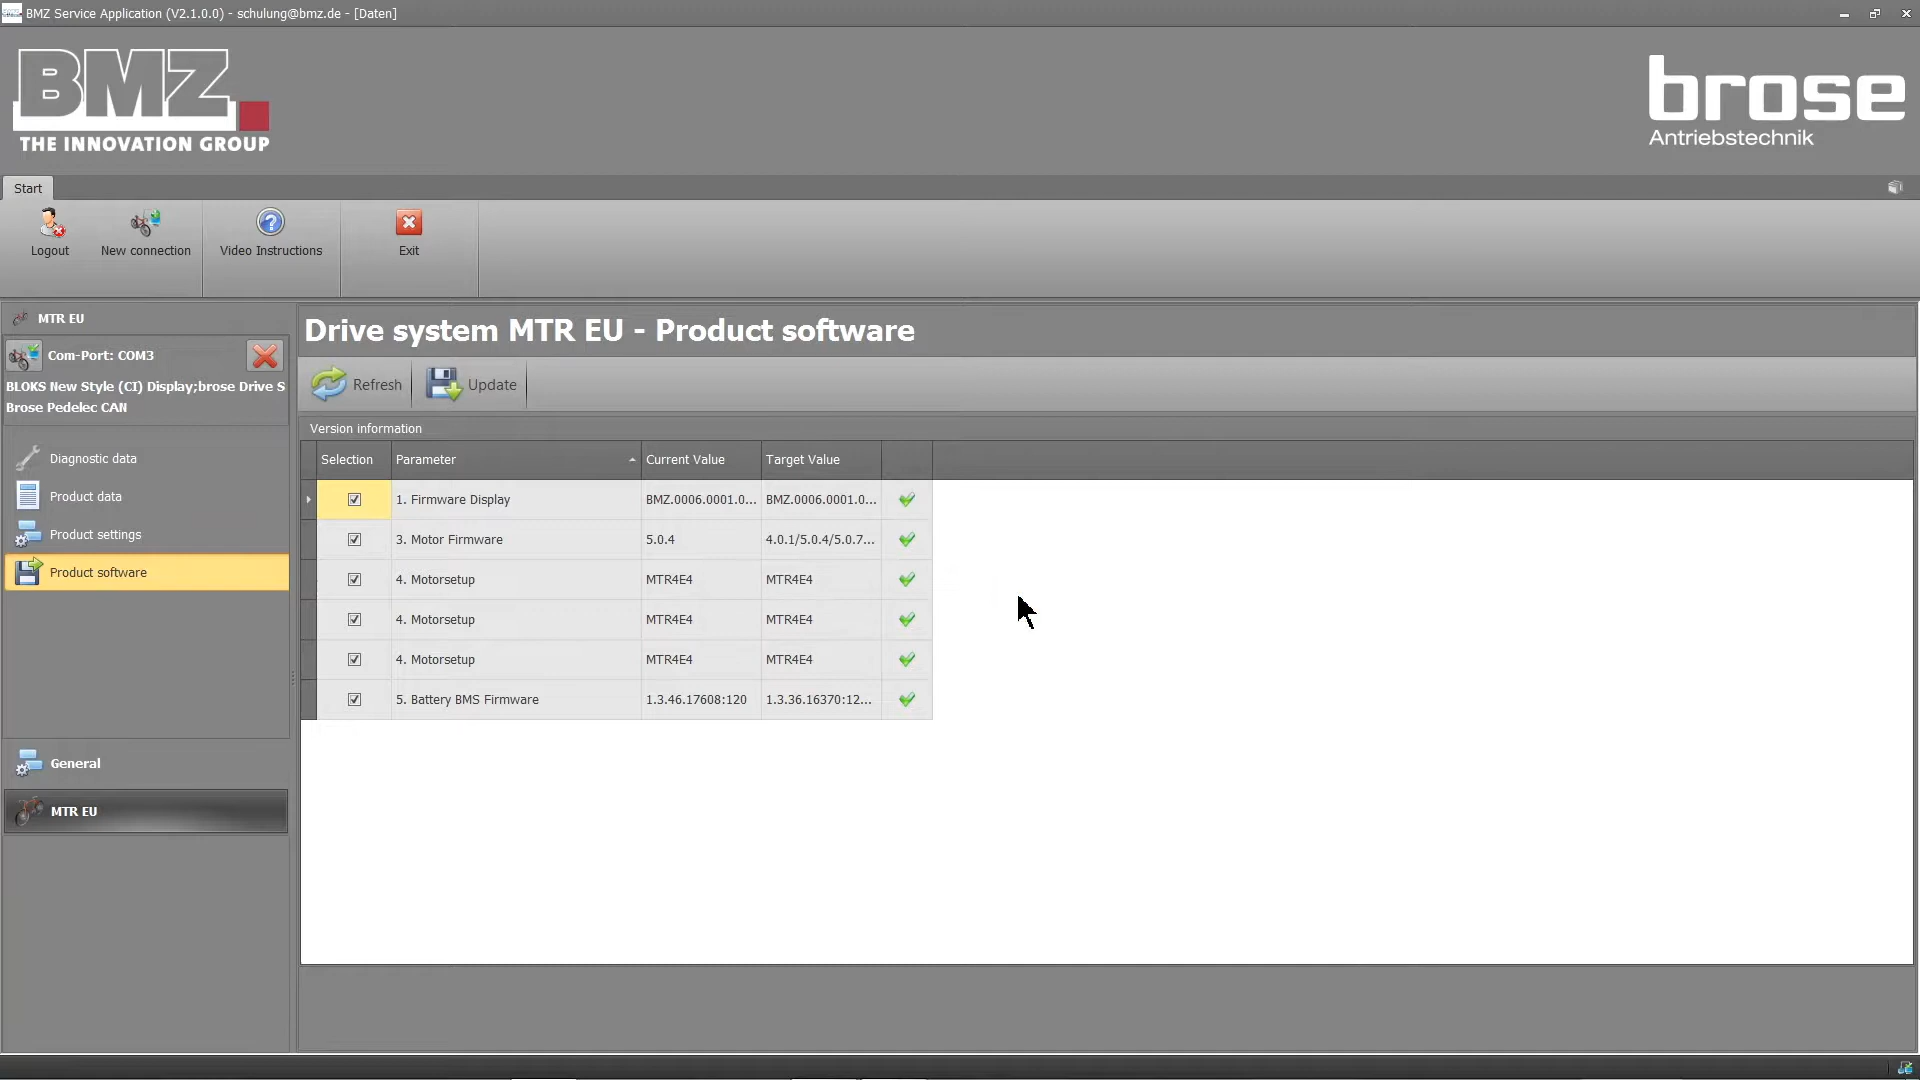 BMZ Service Application (V2.1.0.0) - schulung@bmz.de - [Daten]
BMZ
THE INNOVATION GROUP
brose
Antriebstechnik
Start
Logout
New connection
Video Instructions
Exit
MTR EU
Com-Port: COM3
BLOKS New Style (CI) Display;brose Drive S
Brose Pedelec CAN
Diagnostic data
Product data
Product settings
Product software
General
MTR EU
Drive system MTR EU - Product software
Refresh
Update
Version information
Selection Parameter Current Value Target Value
1. Firmware Display BMZ.0006.0001.0... BMZ.0006.0001.0...
3. Motor Firmware 5.0.4 4.0.1/5.0.4/5.0.7...
4. Motorsetup MTR4E4 MTR4E4
4. Motorsetup MTR4E4 MTR4E4
4. Motorsetup MTR4E4 MTR4E4
5. Battery BMS Firmware 1.3.46.17608:120 1.3.36.16370:12...